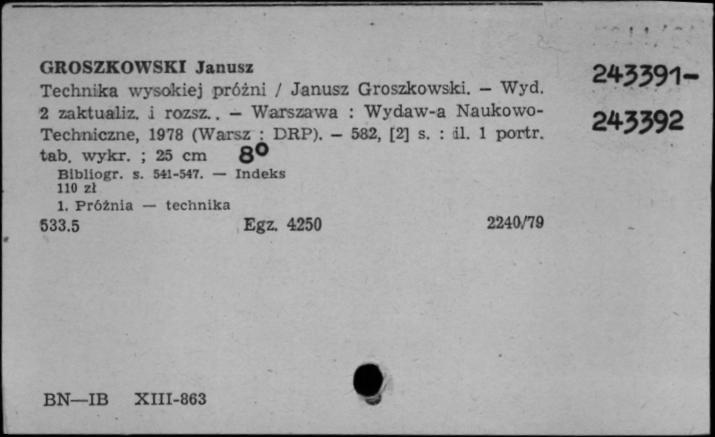 GROSZKOWSKI Janusz
Technika wysokiej próżni / Janusz Groszkowski. — Wyd.
2 zaktualiz. i rozsz.. — Warszawa : Wydaw-a Naukowo-
Techniczne, 1978 (Warsz : DRP). — 582, [2] s. : il. 1 portr.
tab. wykr. ; 25 cm 8°
Bibliogr. s. 541-547. — Indeks
110 zł
1. Próżnia — technika
533.5 Egz. 4250 2240/79
243391-
243392
BN—IB XIII-863